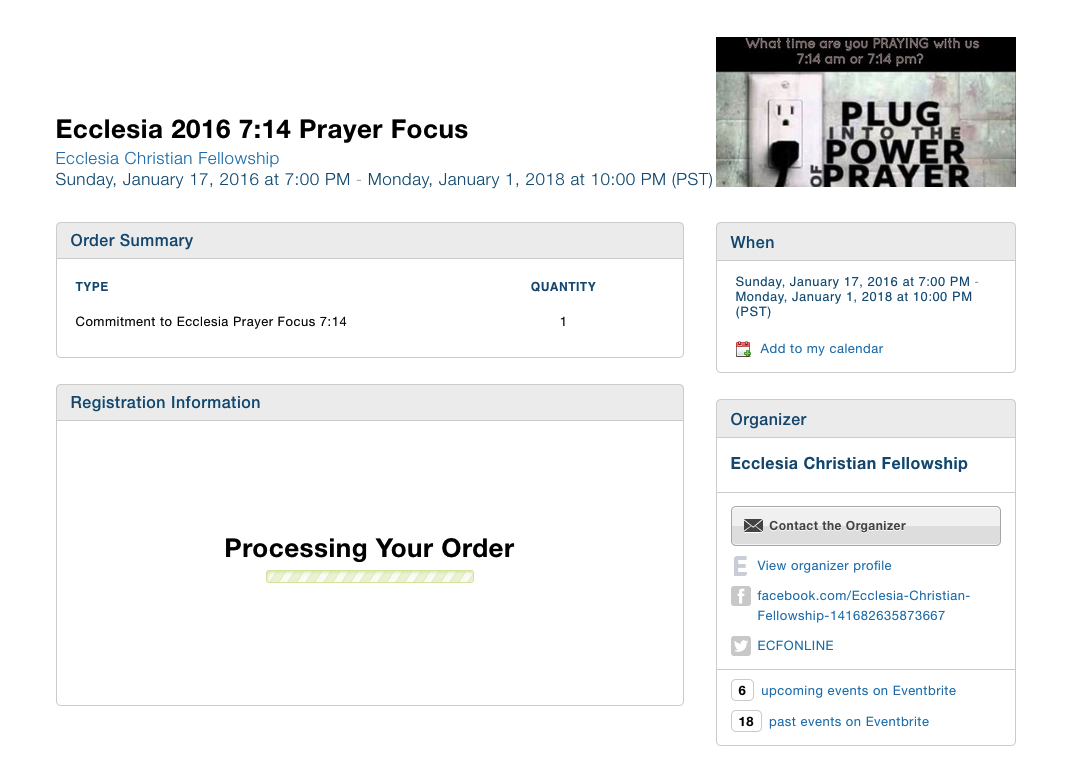 What time are you PRAYING with us
7:14 am or 7:14 pm?
PLUG
INTO THE
POWER
OF
PRAYER
Ecclesia 2016 7:14 Prayer Focus
Ecclesia Christian Fellowship
Sunday, January 17, 2016 at 7:00 PM - Monday, January 1, 2018 at 10:00 PM (PST)
Order Summary
TYPE QUANTITY
Commitment to Ecclesia Prayer Focus 7:14 1
Registration Information
Processing Your Order
When
Sunday, January 17, 2016 at 7:00 PM -
Monday, January 1, 2018 at 10:00 PM
(PST)
Add to my calendar
Organizer
Ecclesia Christian Fellowship
Contact the Organizer
View organizer profile
facebook.com/Ecclesia-Christian-
Fellowship-141682635873667
ECFONLINE
6 upcoming events on Eventbrite
18 past events on Eventbrite